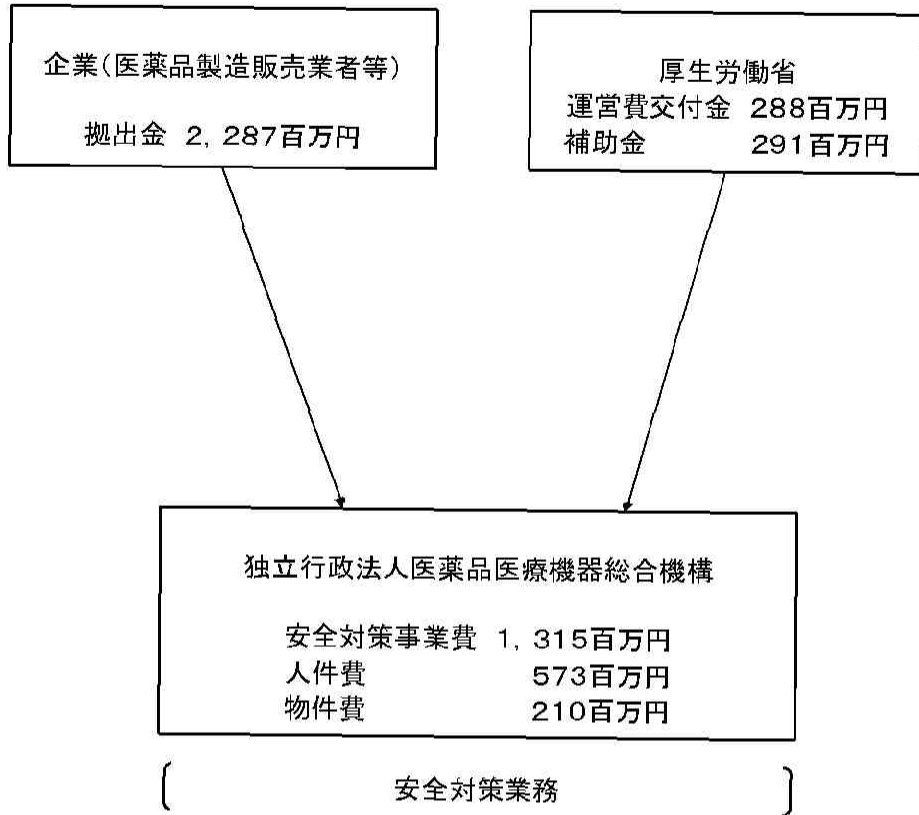 企業(医薬品製造販売業者等)
拠出金 2,287百万円
厚生労働省
運営費交付金 288百万円
補助金 291百万円
独立行政法人医薬品医療機器総合機構
安全対策事業費 1,315百万円
人件費 573百万円
物件費 210百万円
安全対策業務